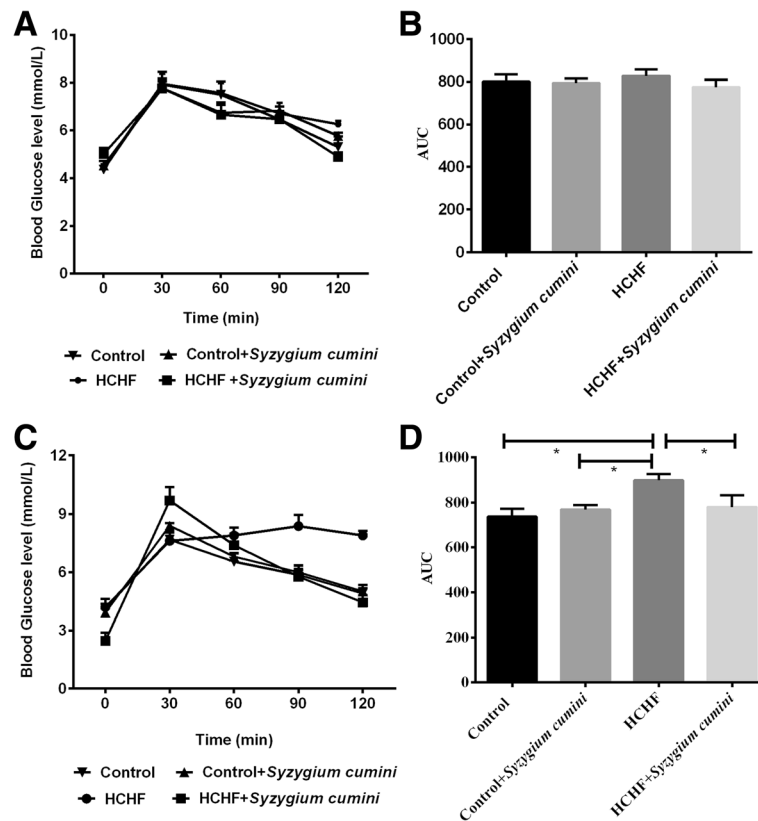 A
Blood Glucose level (mmol/L)
10
8
6
4
2
0
0 30 60 90 120
Time (min)
Control
Control+Syzygium cumini
HCHF
HCHF +Syzygium cumini
B
AUC
1000
800
600
400
200
0
Control
Control+Syzygium cumini
HCHF
HCHF+Syzygium cumini
C
Blood Glucose level (mmol/L)
12
9
6
3
0
0 30 60 90 120
Time (min)
Control
Control+Syzygium cumini
HCHF
HCHF+Syzygium cumini
D
* * *
AUC
1000
800
600
400
200
0
Control
Control+Syzygium cumini
HCHF
HCHF+Syzygium cumini